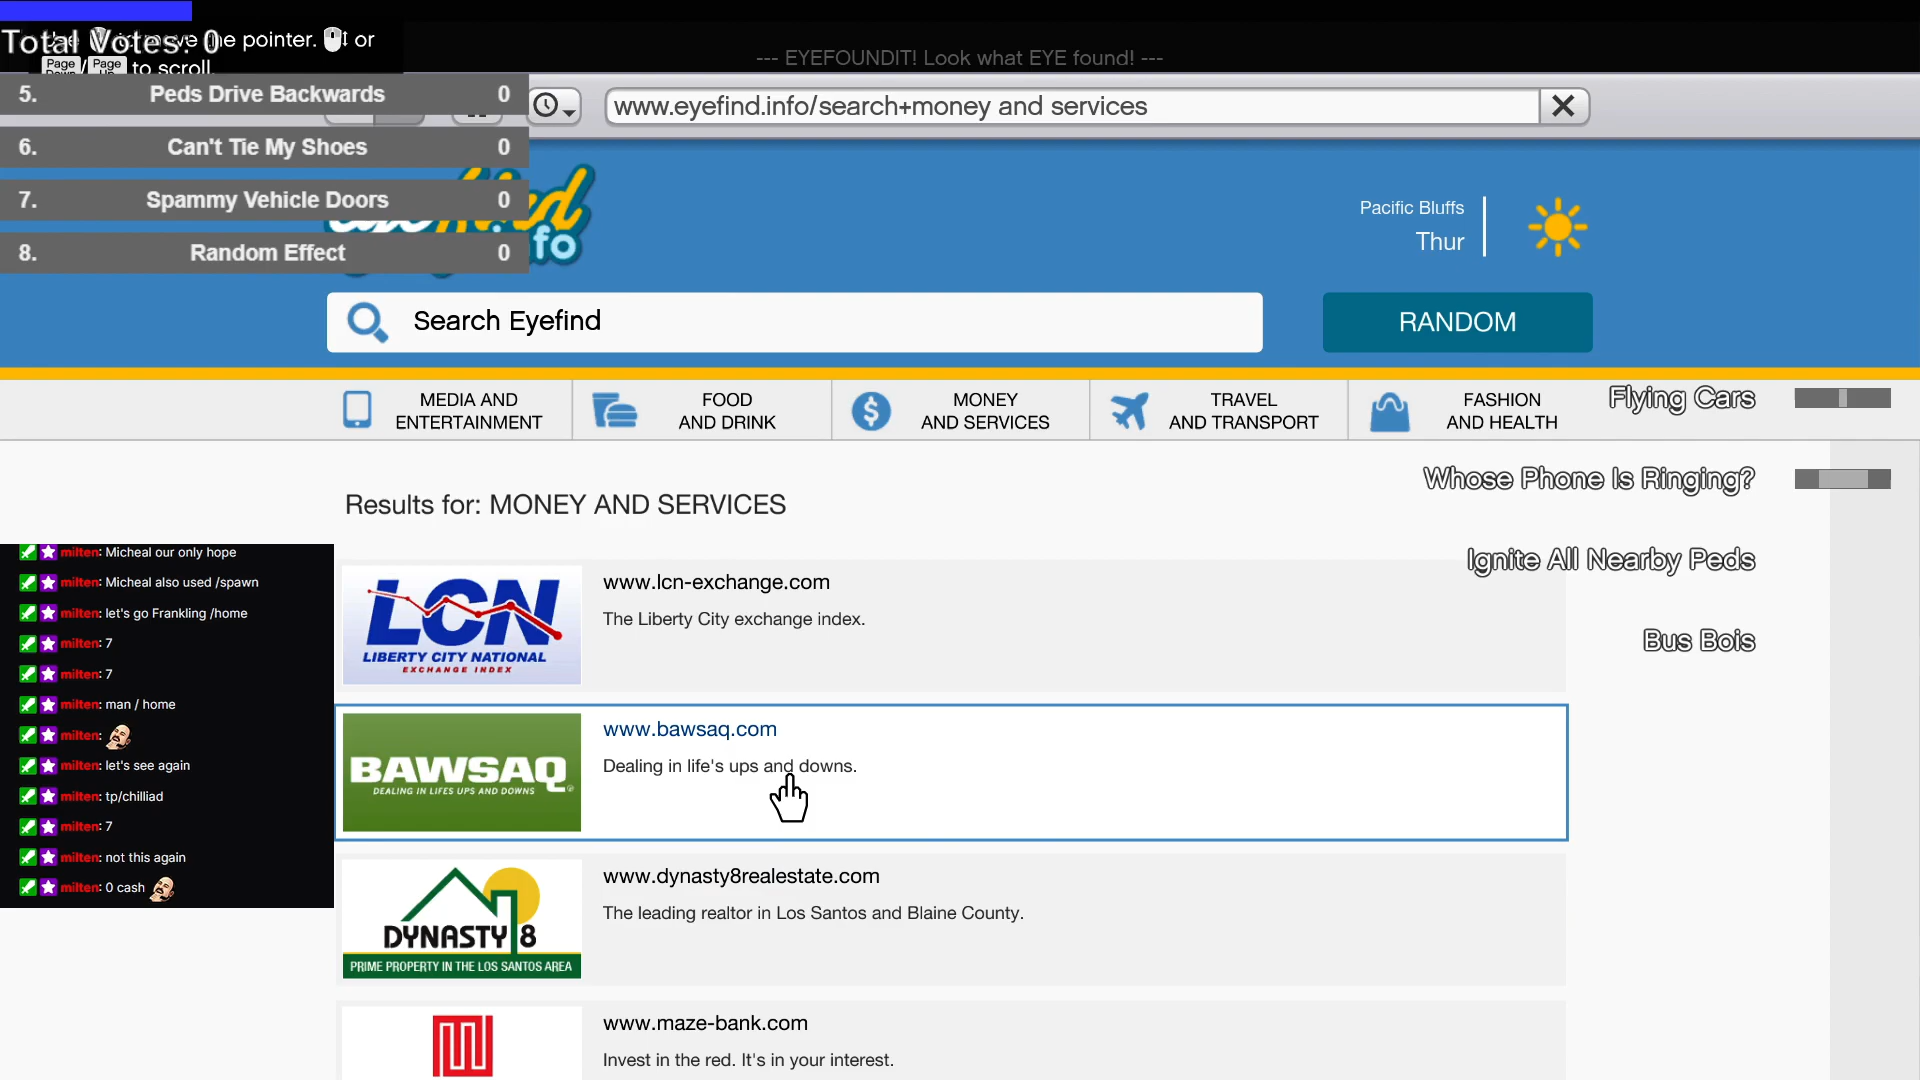 Total Votes: 0
move the pointer. or
Page Page
to scroll
--- EYEFOUNDIT! Look what EYE found! ---
5. Peds Drive Backwards 0
www.eyefind.info/search+money and services
6. Can't Tie My Shoes 0
7. Spammy Vehicle Doors 0
8. Random Effect 0
Pacific Bluffs
Thur
Search Eyefind
RANDOM
MEDIA AND
ENTERTAINMENT
FOOD
AND DRINK
MONEY
AND SERVICES
TRAVEL
AND TRANSPORT
FASHION
AND HEALTH
Flying Cars
Whose Phone Is Ringing?
Ignite All Nearby Peds
Bus Bois
Results for: MONEY AND SERVICES
milten: Micheal our only hope
milten: Micheal also used /spawn
milten: let's go Frankling /home
milten: 7
milten: 7
milten: man / home
milten:
milten: let's see again
milten: tp/chilliad
milten: 7
milten: not this again
milten: 0 cash
LCN
LIBERTY CITY NATIONAL
EXCHANGE INDEX
www.lcn-exchange.com
The Liberty City exchange index.
BAWSAQ
DEALING IN LIFES UPS AND DOWNS
www.bawsaq.com
Dealing in life's ups and downs.
DYNASTY 8
PRIME PROPERTY IN THE LOS SANTOS AREA
www.dynasty8realestate.com
The leading realtor in Los Santos and Blaine County.
www.maze-bank.com
Invest in the red. It's in your interest.